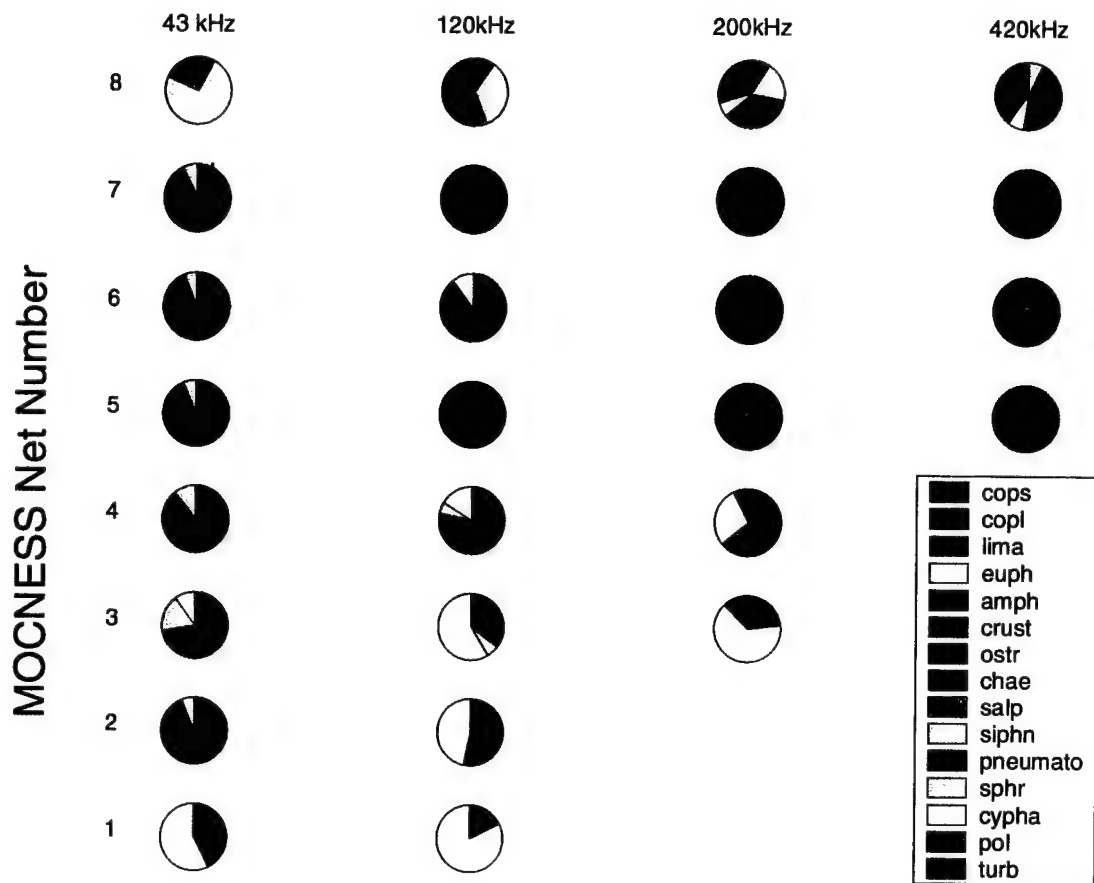 43 kHz 120kHz 200kHz 420kHz
MOCNESS Net Number
8
7
6
5
4
3
2
1
cops
copl
lima
euph
amph
crust
ostr
chae
salp
siphn
pneumato
sphr
cypha
pol
turb